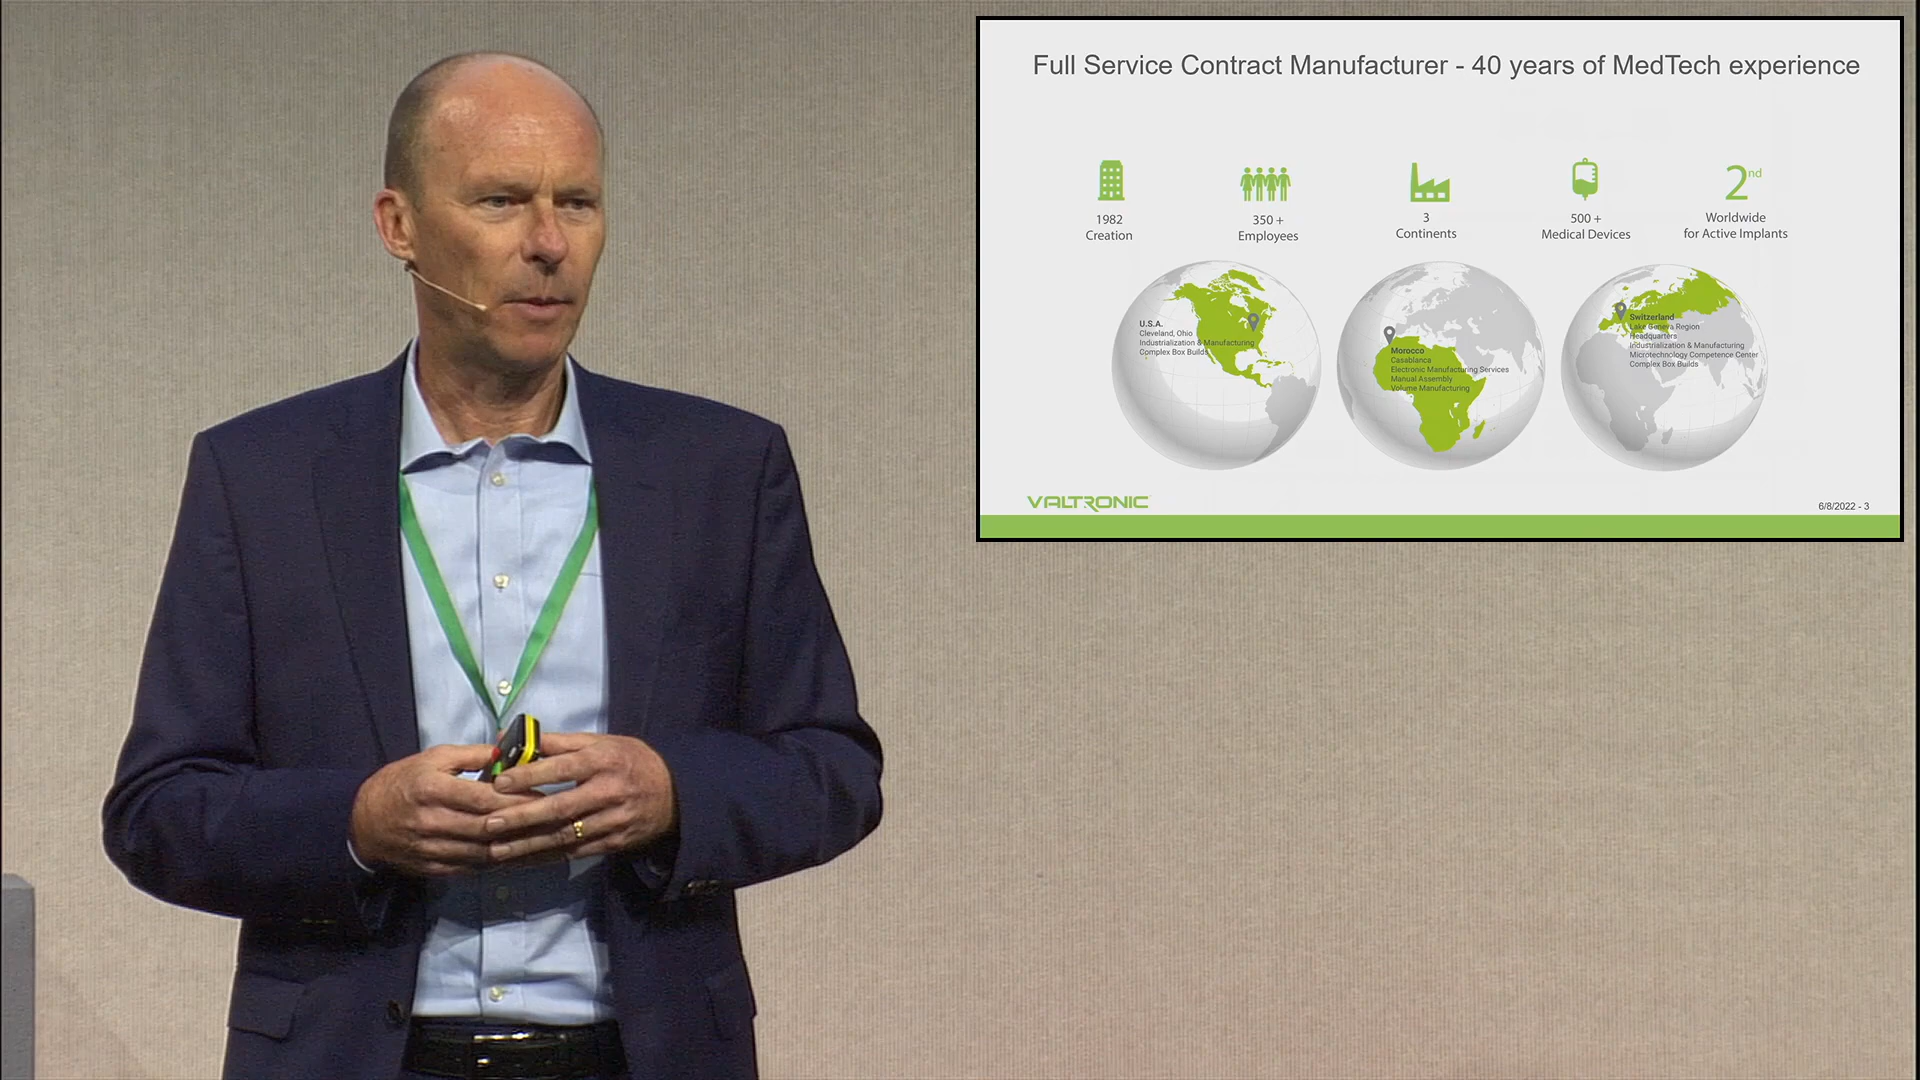 Full Service Contract Manufacturer - 40 years of MedTech experience
1982
Creation
350 +
Employees
3
Continents
500 +
Medical Devices
2nd
Worldwide
for Active Implants
U.S.A.
Cleveland, Ohio
Industrialization & Manufacturing
Complex Box Builds
Morocco
Casablanca
Electronic Manufacturing Services
Manual Assembly
Volume Manufacturing
Switzerland
Lake Geneva Region
Headquarters
Industrialization & Manufacturing
Microtechnology Competence Center
Complex Box Builds
VALTRONIC
6/8/2022 - 3